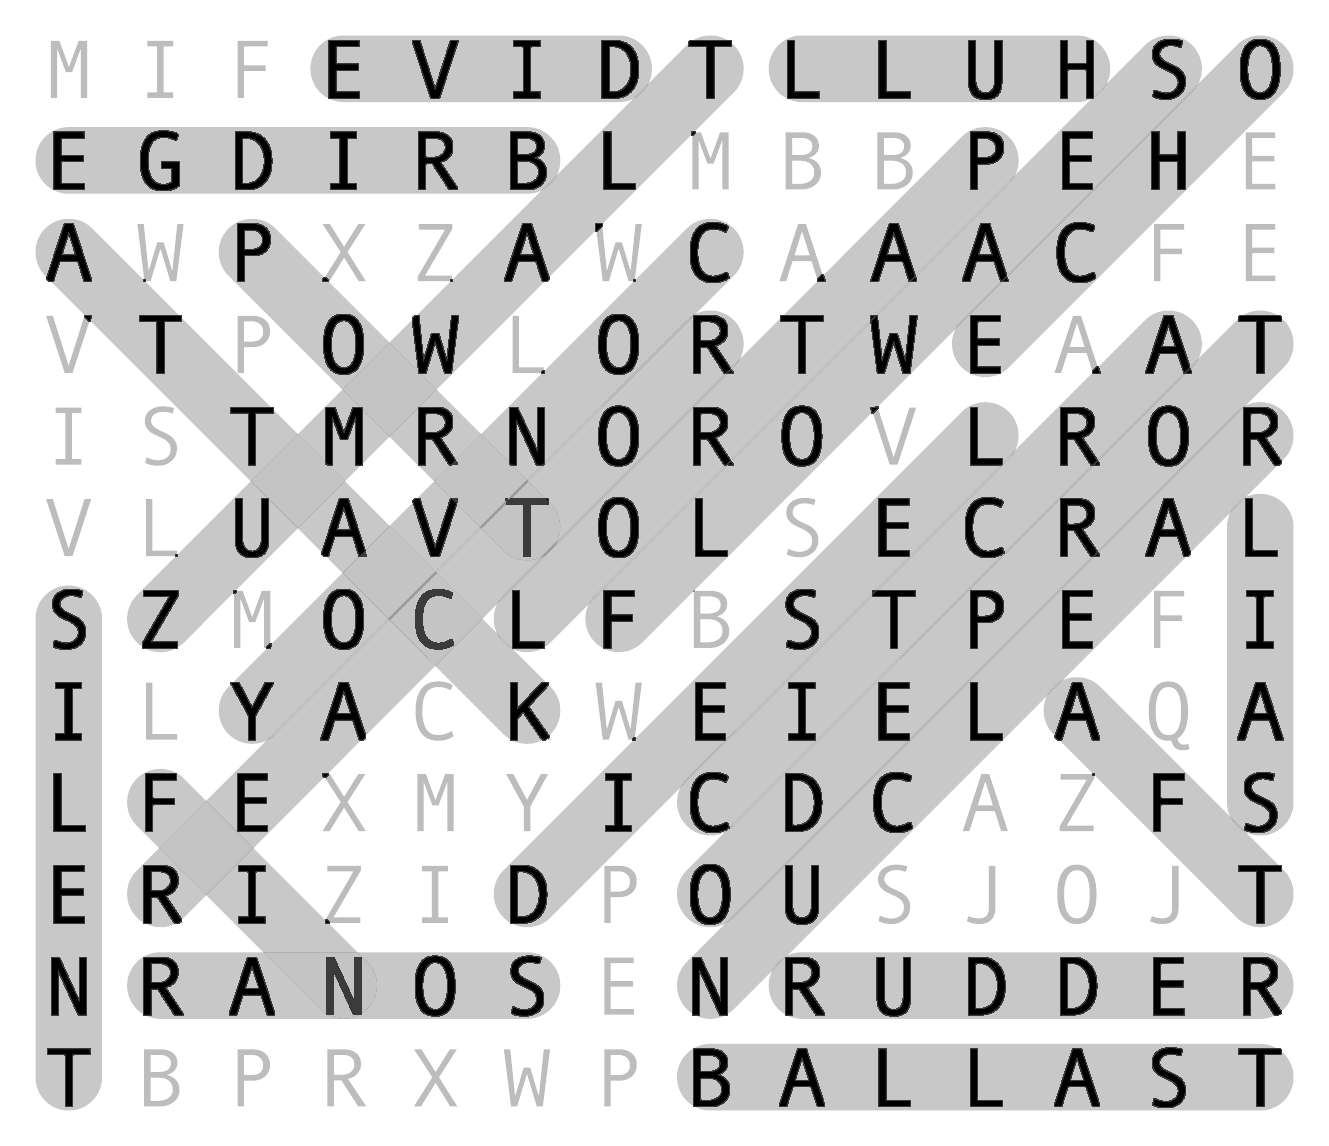 M I F E V I D T L L U H S O
E G D I R B L M B B P E H E
A W P X Z A W C A A A C F E
V T P O W L O R T W E A A T
I S T M R N O R O V L R O R
V L U A V T O L S E C R A L
S Z M O C L F B S T P E F I
I L Y A C K W E I E L A Q A
L F E X M Y I C D C A Z F S
E R I Z I D P O U S J O J T
N R A N O S E N R U D D E R
T B P R X W P B A L L A S T